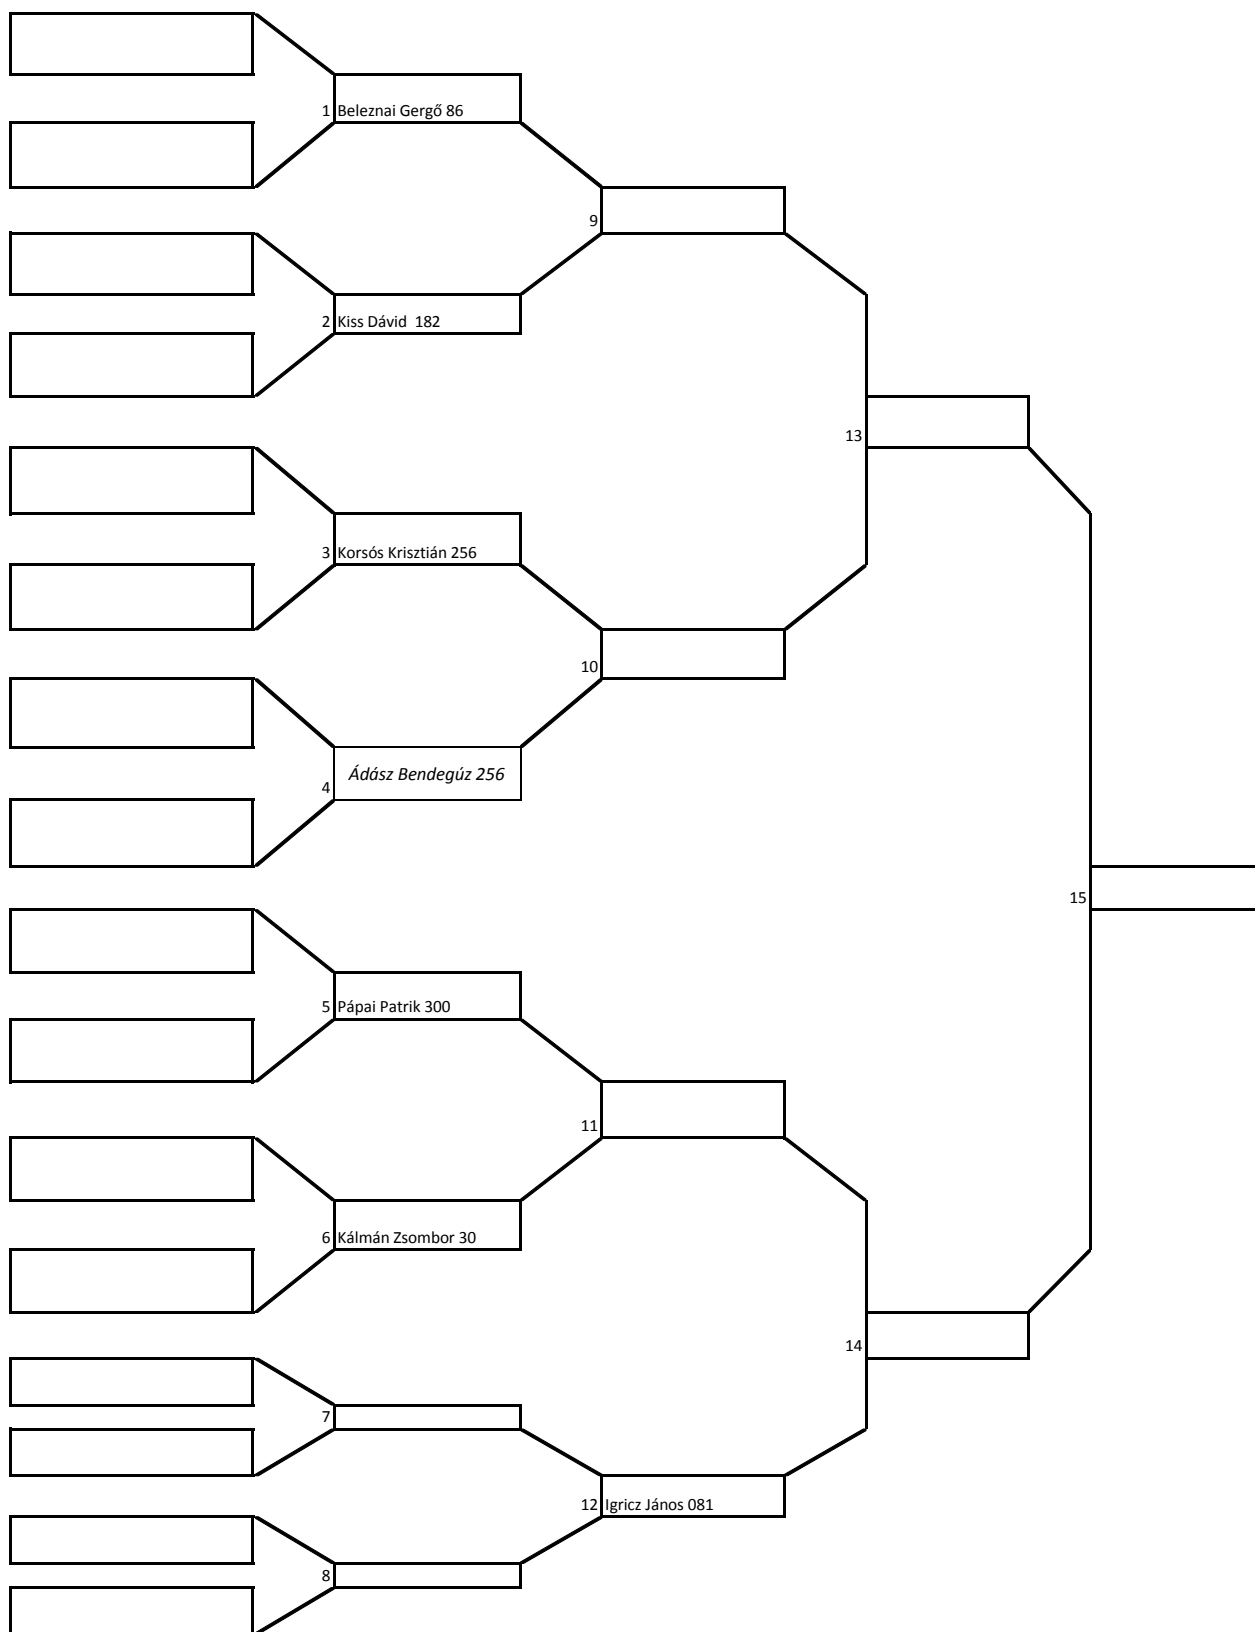 1 Beleznai Gergő 86
9
2 Kiss Dávid  182
13
3 Korsós Krisztián 256
10
4 Ádász Bendegúz 256
15
5 Pápai Patrik 300
11
6 Kálmán Zsombor 30
14
7
12 Igricz János 081
8